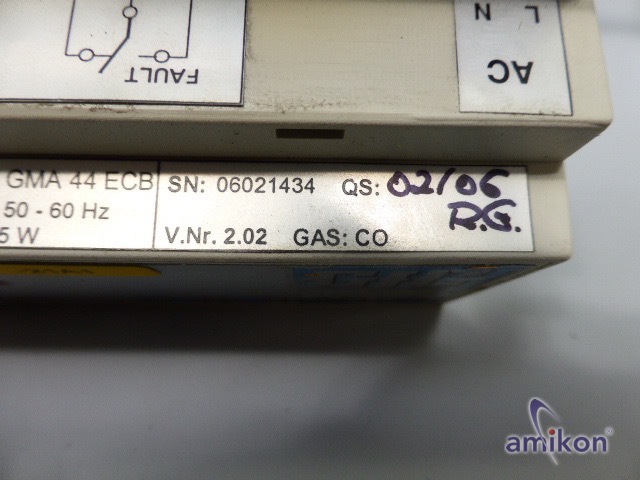 FAULT
L N
AC
GMA 44 ECB
50 - 60 Hz
5 W
SN: 06021434 QS: 02/06
R.G.
V.Nr. 2.02 GAS: CO
amikon®